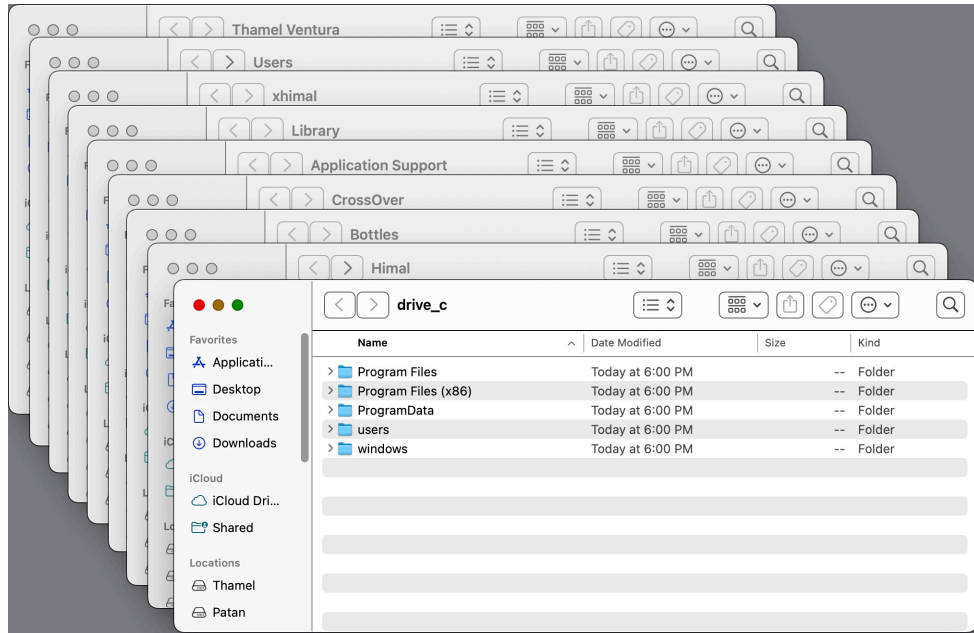 Thamel Ventura
Users
xhimal
Library
Application Support
CrossOver
Bottles
Himal
drive_c
Favorites
Applicati...
Desktop
Documents
Downloads
iCloud
iCloud Dri...
Shared
Locations
Thamel
Patan
Name Date Modified Size Kind
Program Files Today at 6:00 PM -- Folder
Program Files (x86) Today at 6:00 PM -- Folder
ProgramData Today at 6:00 PM -- Folder
users Today at 6:00 PM -- Folder
windows Today at 6:00 PM -- Folder